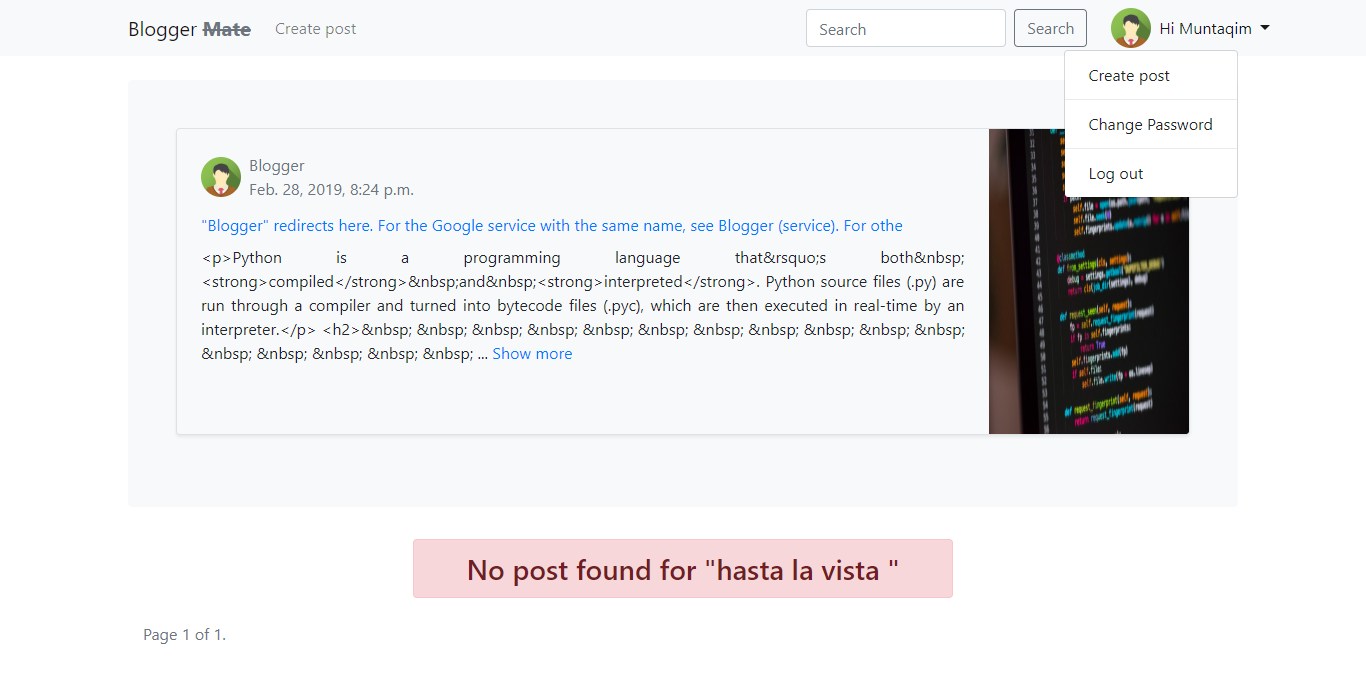 Blogger Mate Create post Search Search Hi Muntaqim
Create post
Change Password
Log out
Blogger
Feb. 28, 2019, 8:24 p.m.
"Blogger" redirects here. For the Google service with the same name, see Blogger (service). For othe
<p>Python is a programming language that&rsquo;s both&nbsp;
<strong>compiled</strong>&nbsp;and&nbsp;<strong>interpreted</strong>. Python source files (.py) are
run through a compiler and turned into bytecode files (.pyc), which are then executed in real-time by an
interpreter.</p> <h2>&nbsp; &nbsp; &nbsp; &nbsp; &nbsp; &nbsp; &nbsp; &nbsp; &nbsp; &nbsp; &nbsp;
&nbsp; &nbsp; &nbsp; &nbsp; &nbsp; ... Show more
No post found for "hasta la vista "
Page 1 of 1.